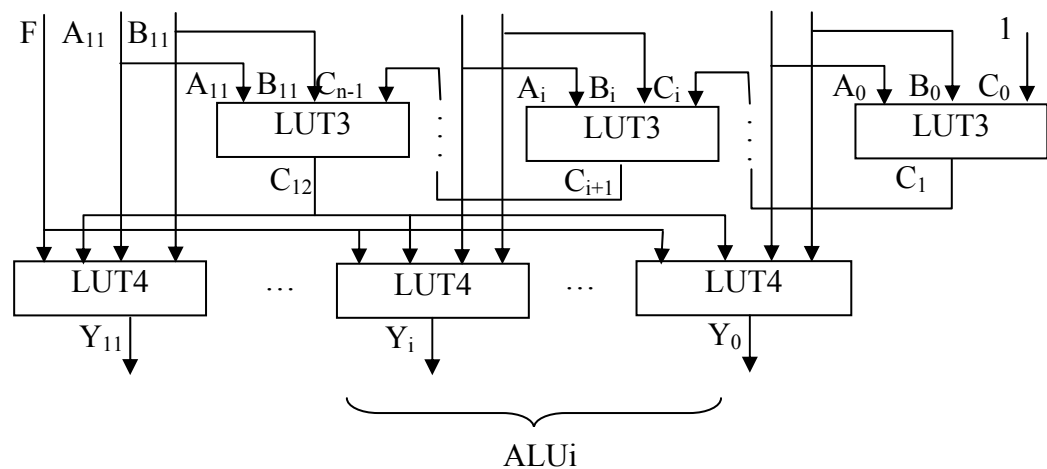 F A₁₁ B₁₁ 1
A₁₁ B₁₁ Cₙ₋₁ Aᵢ Bᵢ Cᵢ A₀ B₀ C₀
LUT3 LUT3 LUT3
C₁₂ Cᵢ₊₁ C₁
LUT4 ... LUT4 ... LUT4
Y₁₁ Yᵢ Y₀
ALUi